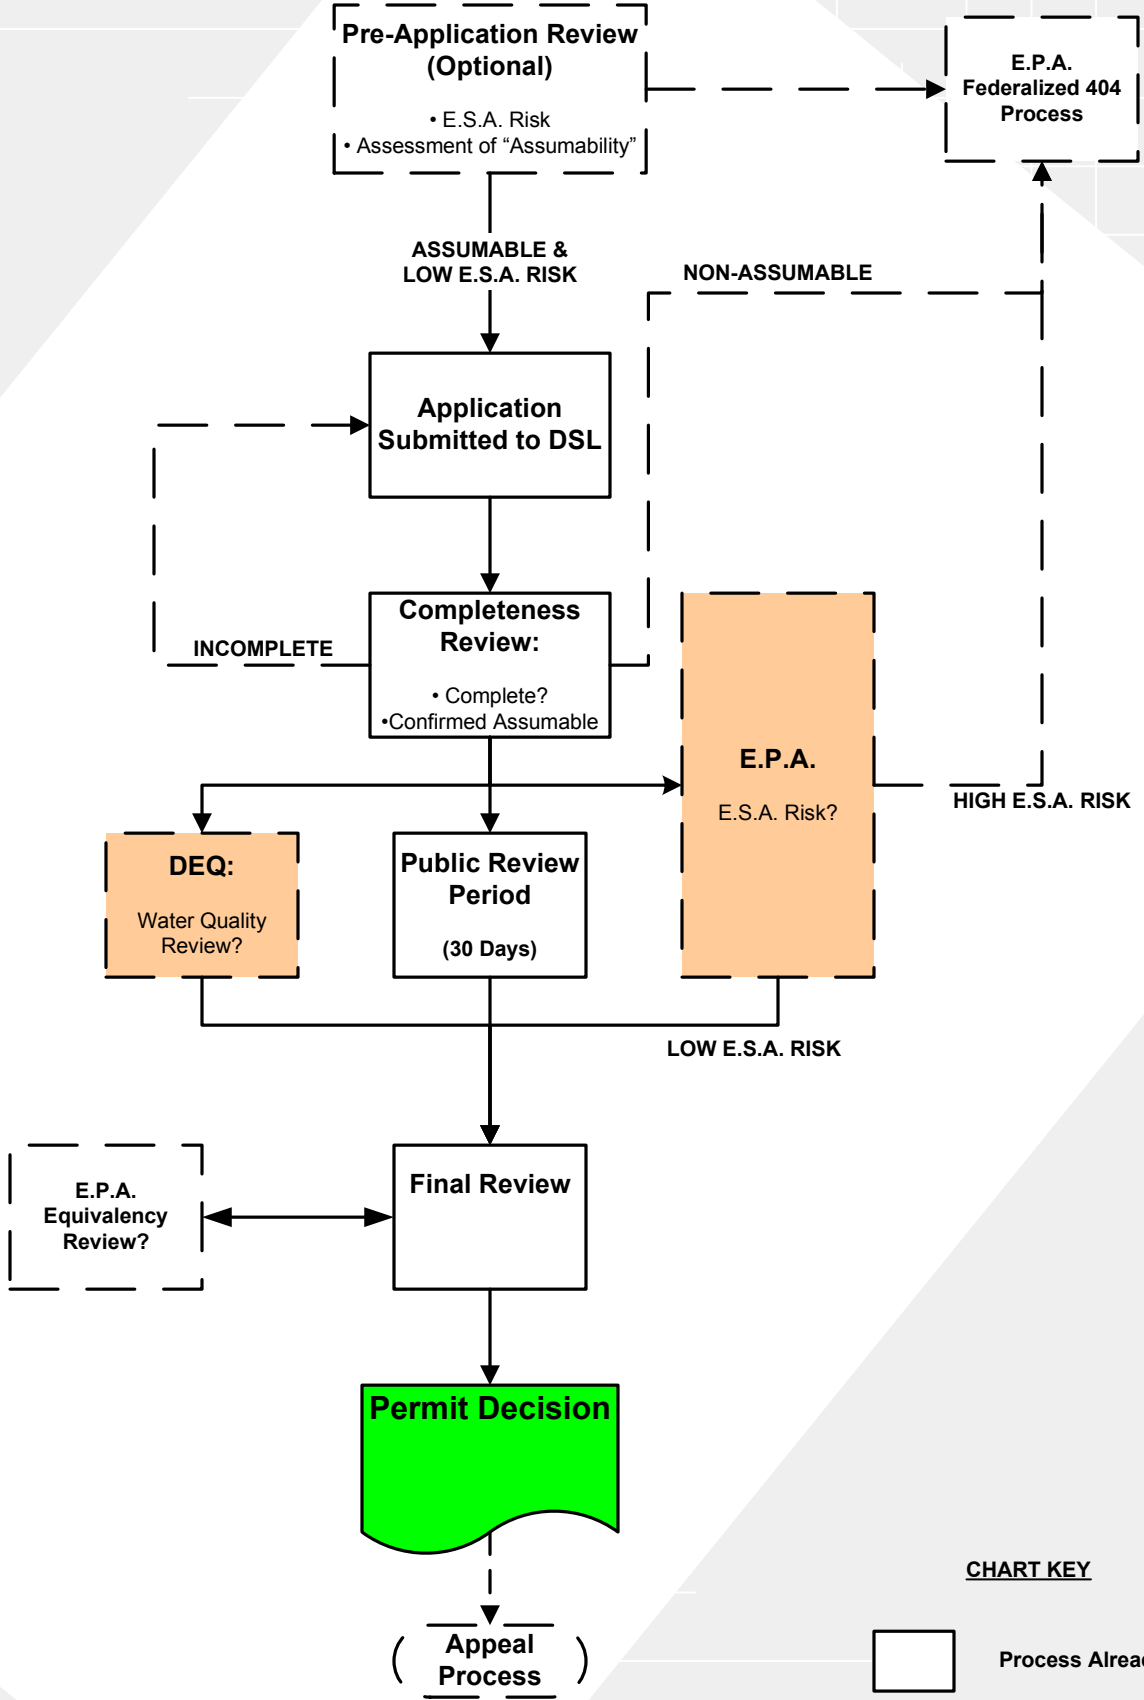 Pre-Application Review
(Optional)
• E.S.A. Risk
• Assessment of “Assumability”
E.P.A.
Federalized 404
Process
ASSUMABLE &
LOW E.S.A. RISK
NON-ASSUMABLE
Application
Submitted to DSL
Completeness
Review:
• Complete?
•Confirmed Assumable
INCOMPLETE
E.P.A.
E.S.A. Risk?
HIGH E.S.A. RISK
DEQ:
Water Quality
Review?
Public Review
Period
(30 Days)
LOW E.S.A. RISK
E.P.A.
Equivalency
Review?
Final Review
Permit Decision
Appeal
Process
CHART KEY
Process